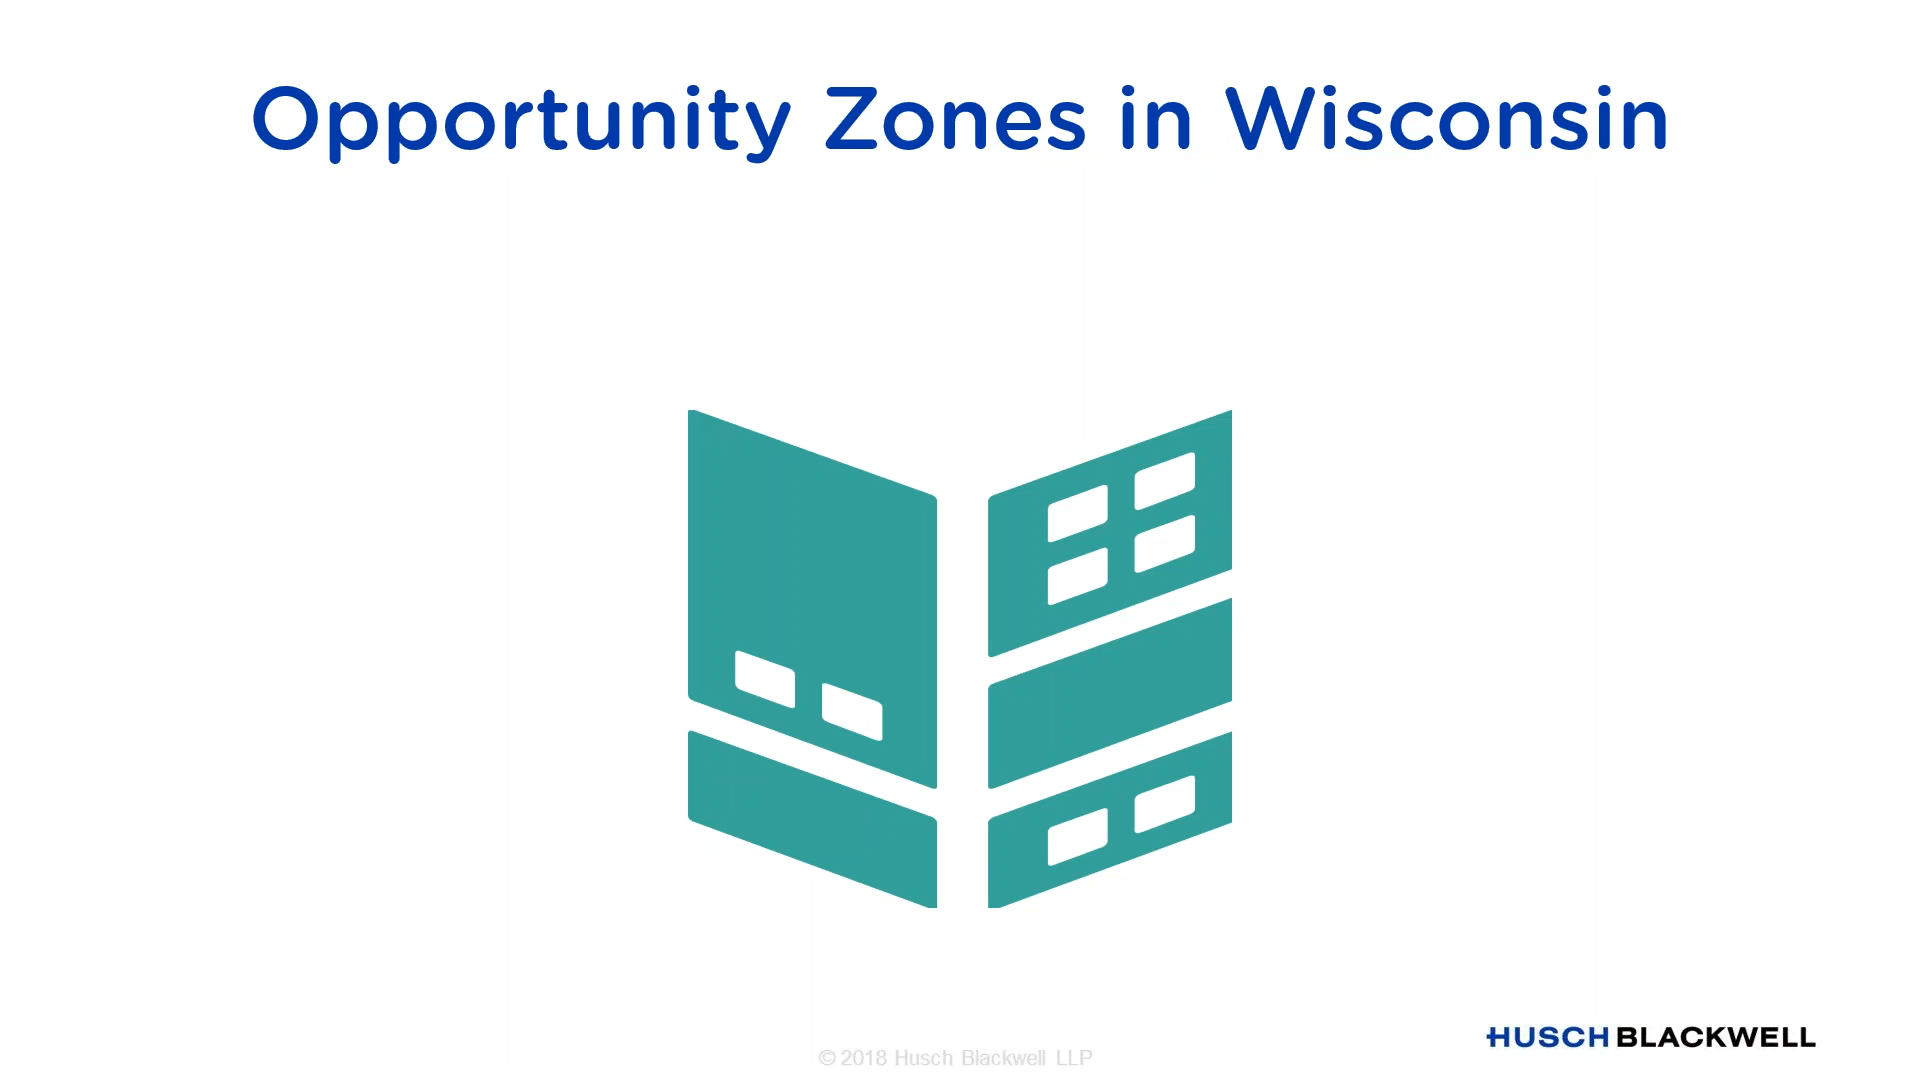 Opportunity Zones in Wisconsin
HUSCH BLACKWELL
© 2018 Husch Blackwell LLP